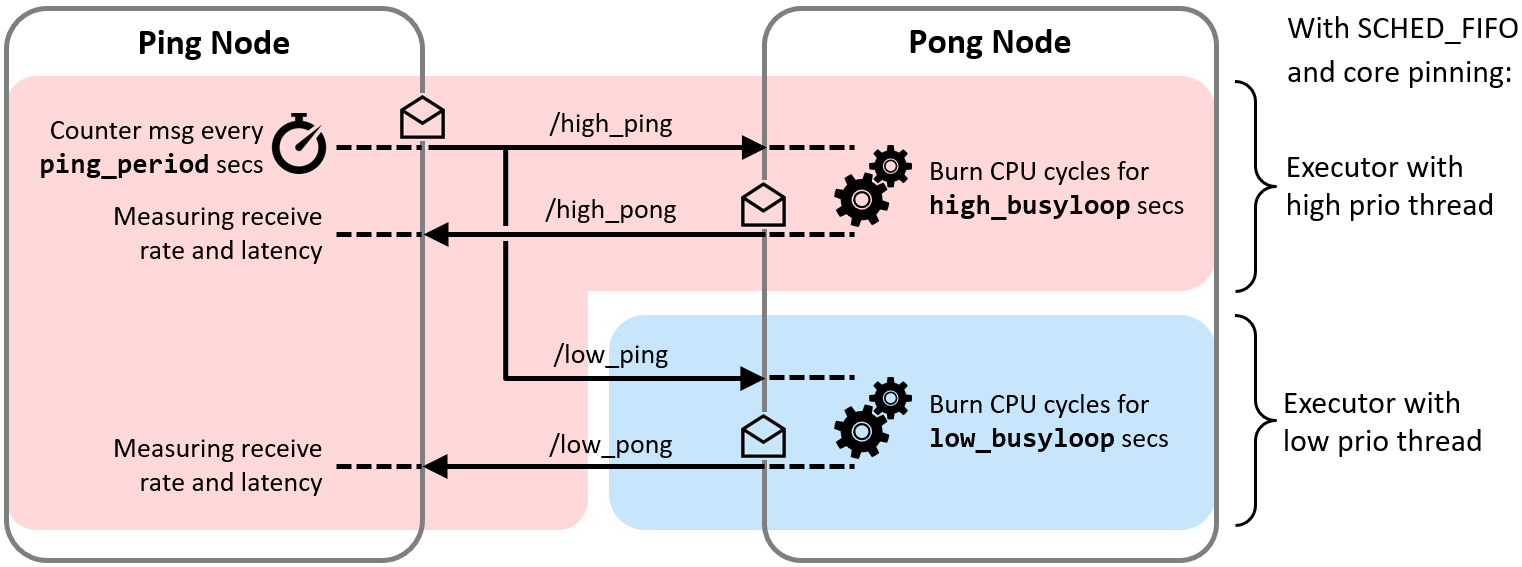 Ping Node
Pong Node
With SCHED_FIFO
and core pinning:
Counter msg every
ping_period secs
/high_ping
Burn CPU cycles for
high_busyloop secs
Executor with
high prio thread
Measuring receive
rate and latency
/high_pong
/low_ping
Burn CPU cycles for
low_busyloop secs
Executor with
low prio thread
Measuring receive
rate and latency
/low_pong